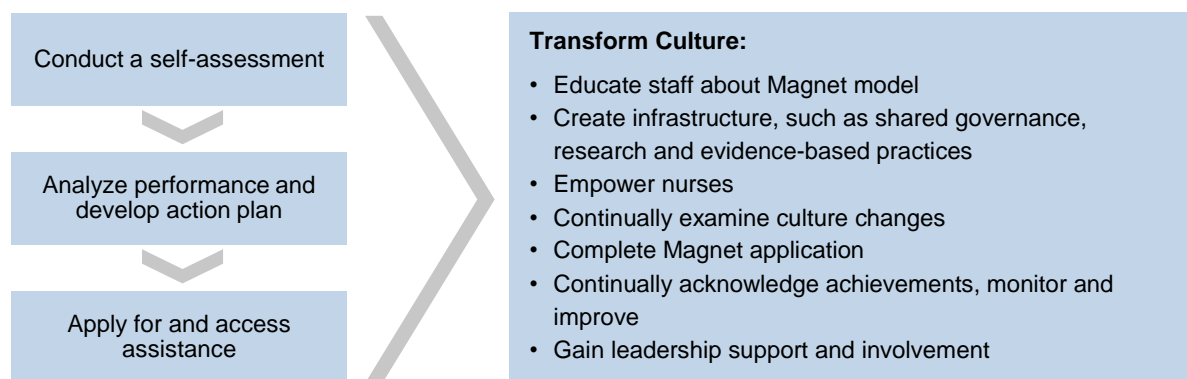 Conduct a self-assessment
Analyze performance and
develop action plan
Apply for and access
assistance
Transform Culture:
• Educate staff about Magnet model
• Create infrastructure, such as shared governance,
research and evidence-based practices
• Empower nurses
• Continually examine culture changes
• Complete Magnet application
• Continually acknowledge achievements, monitor and
improve
• Gain leadership support and involvement